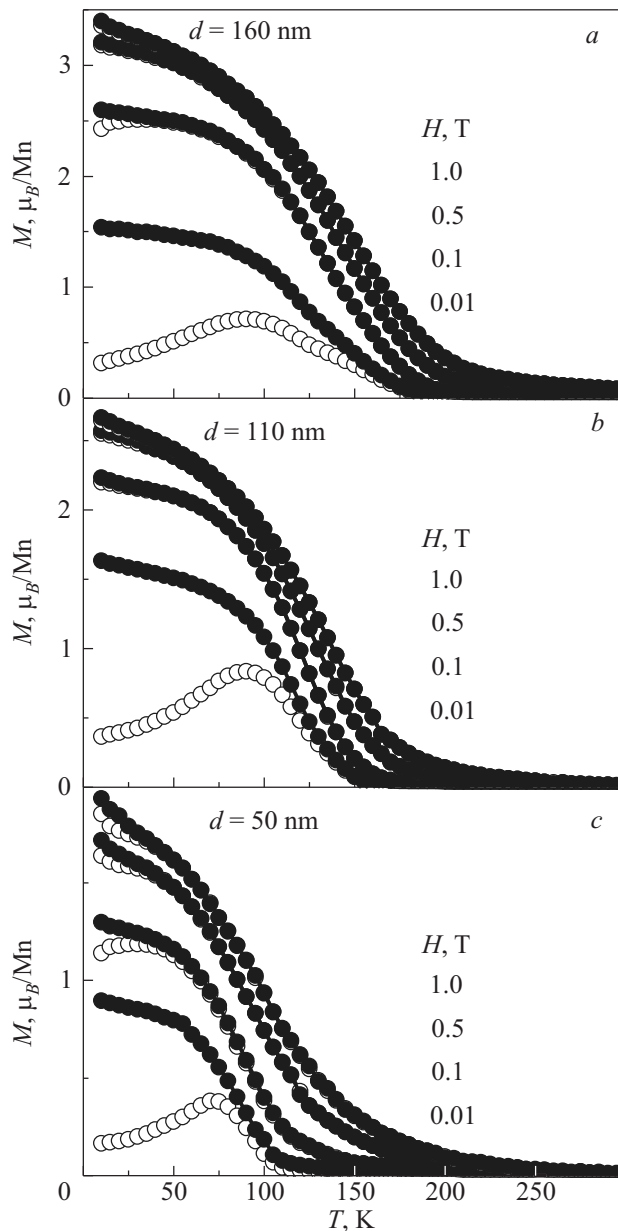 d = 160 nm
a
3
2
1
0
M, μB/Mn
H, T
1.0
0.5
0.1
0.01
d = 110 nm
b
2
1
0
M, μB/Mn
H, T
1.0
0.5
0.1
0.01
d = 50 nm
c
1
0
M, μB/Mn
H, T
1.0
0.5
0.1
0.01
50 100 150 200 250
T, K